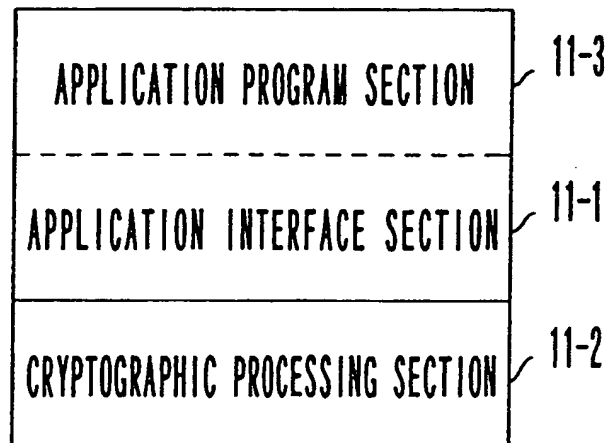 APPLICATION PROGRAM SECTION 11-3
APPLICATION INTERFACE SECTION 11-1
CRYPTOGRAPHIC PROCESSING SECTION 11-2